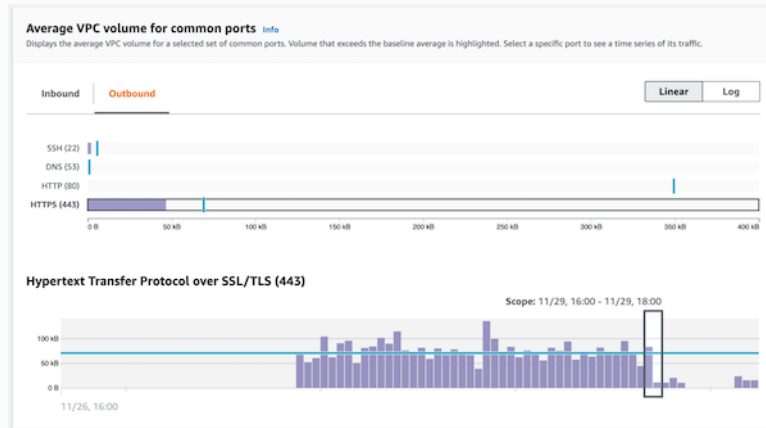 Average VPC volume for common ports Info
Displays the average VPC volume for a selected set of common ports. Volume that exceeds the baseline average is highlighted. Select a specific port to see a time series of its traffic.
Inbound Outbound Linear Log
SSH (22)
DNS (53)
HTTP (80)
HTTPS (443)
0 B 50 kB 100 kB 150 kB 200 kB 250 kB 300 kB 350 kB 400 kB
Hypertext Transfer Protocol over SSL/TLS (443)
Scope: 11/29, 16:00 - 11/29, 18:00
100 kB
50 kB
0 B
11/26, 16:00